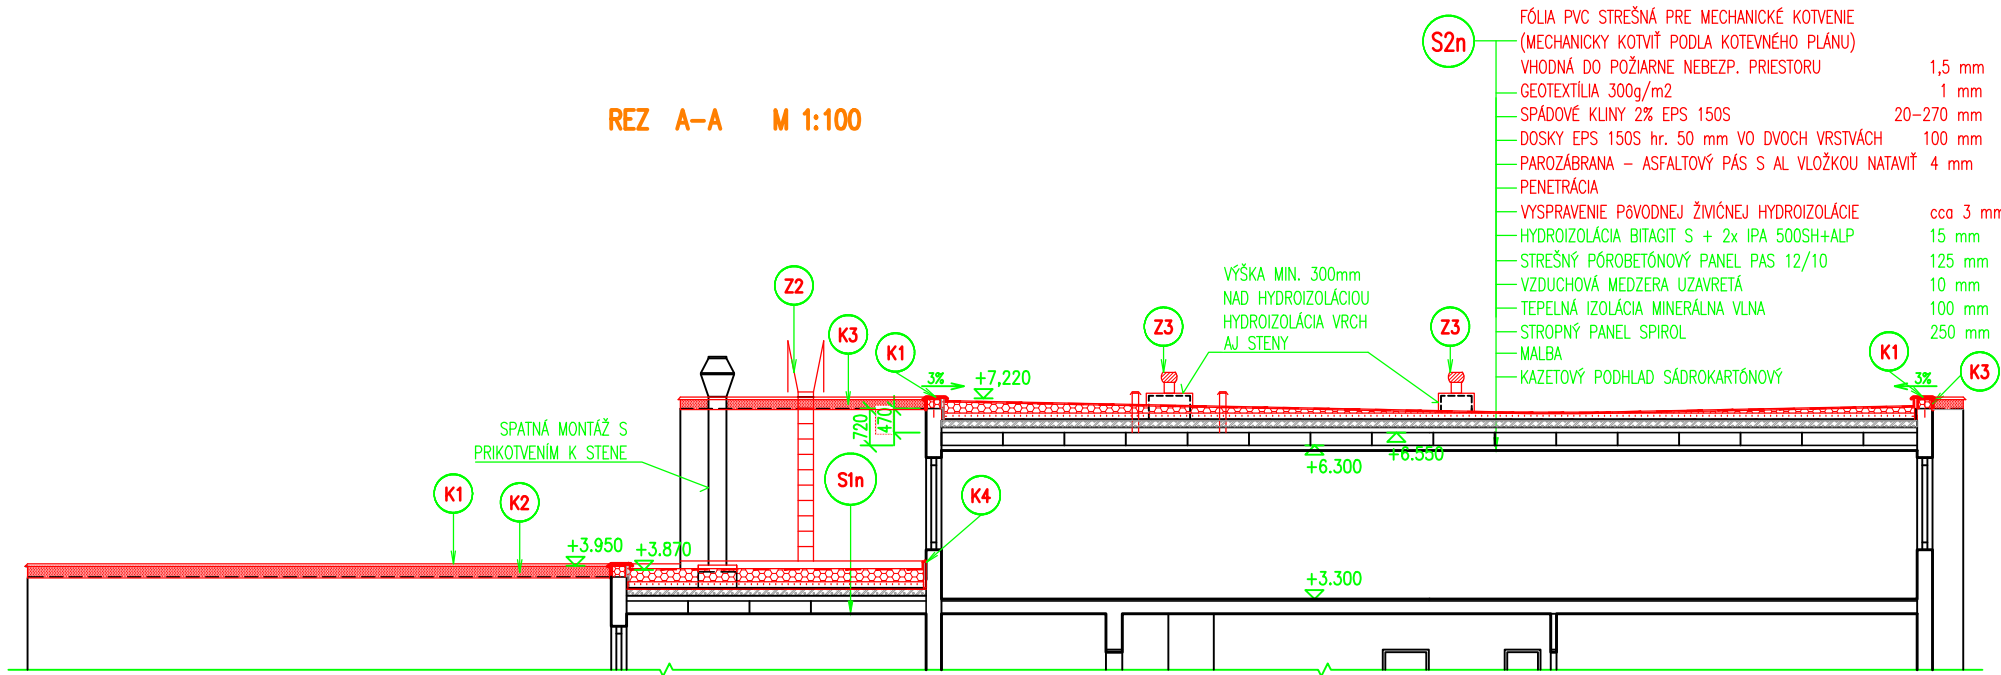 FÓLIA PVC STREŠNÁ PRE MECHANICKÉ KOTVENIE
(MECHANICKY KOTVIŤ PODLA KOTEVNÉHO PLÁNU)
S2n
VHODNÁ DO POŽIARNE NEBEZP. PRIESTORU 1,5 mm
GEOTEXTÍLIA 300g/m2 1 mm
SPÁDOVÉ KLINY 2% EPS 150S 20-270 mm
DOSKY EPS 150S hr. 50 mm VO DVOCH VRSTVÁCH 100 mm
PAROZÁBRANA - ASFALTOVÝ PÁS S AL VLOŽKOU NATAVIŤ 4 mm
PENETRÁCIA
VYSPRAVENIE PôVODNEJ ŽIVIĆNEJ HYDROIZOLÁCIE cca 3 mm
HYDROIZOLÁCIA BITAGIT S + 2x IPA 500SH+ALP 15 mm
STREŠNÝ PÓROBETÓNOVÝ PANEL PAS 12/10 125 mm
VZDUCHOVÁ MEDZERA UZAVRETÁ 10 mm
TEPELNÁ IZOLÁCIA MINERÁLNA VLNA 100 mm
STROPNÝ PANEL SPIROL 250 mm
MALBA
KAZETOVÝ PODHLAD SÁDROKARTÓNOVÝ
REZ A-A M 1:100
VÝŠKA MIN. 300mm
NAD HYDROIZOLÁCIOU
HYDROIZOLÁCIA VRCH
AJ STENY
Z2
K3
K1
Z3
Z3
K1
K3
3%
+7,220
3%
720
470
SPATNÁ MONTÁŽ S
PRIKOTVENÍM K STENE
+6.550
+6.300
S1n
K1
K2
K4
+3.950
+3.870
+3.300